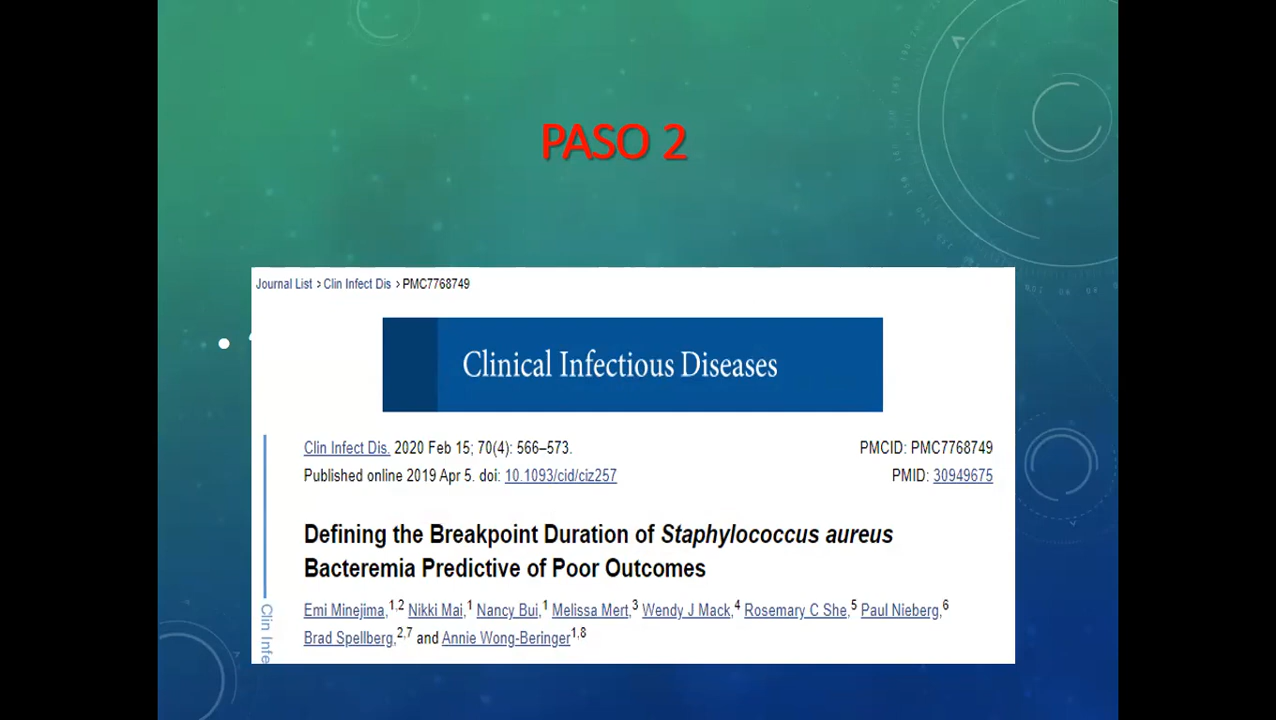 PASO 2
Journal List > Clin Infect Dis > PMC7768749
Clinical Infectious Diseases
Clin Infect Dis. 2020 Feb 15; 70(4): 566–573.
PMCID: PMC7768749
Published online 2019 Apr 5. doi: 10.1093/cid/ciz257
PMID: 30949675
Defining the Breakpoint Duration of Staphylococcus aureus
Bacteremia Predictive of Poor Outcomes
Emi Minejima,1,2 Nikki Mai,1 Nancy Bui,1 Melissa Mert,3 Wendy J Mack,4 Rosemary C She,5 Paul Nieberg,6
Brad Spellberg,2,7 and Annie Wong-Beringer1,8
Clin Infe